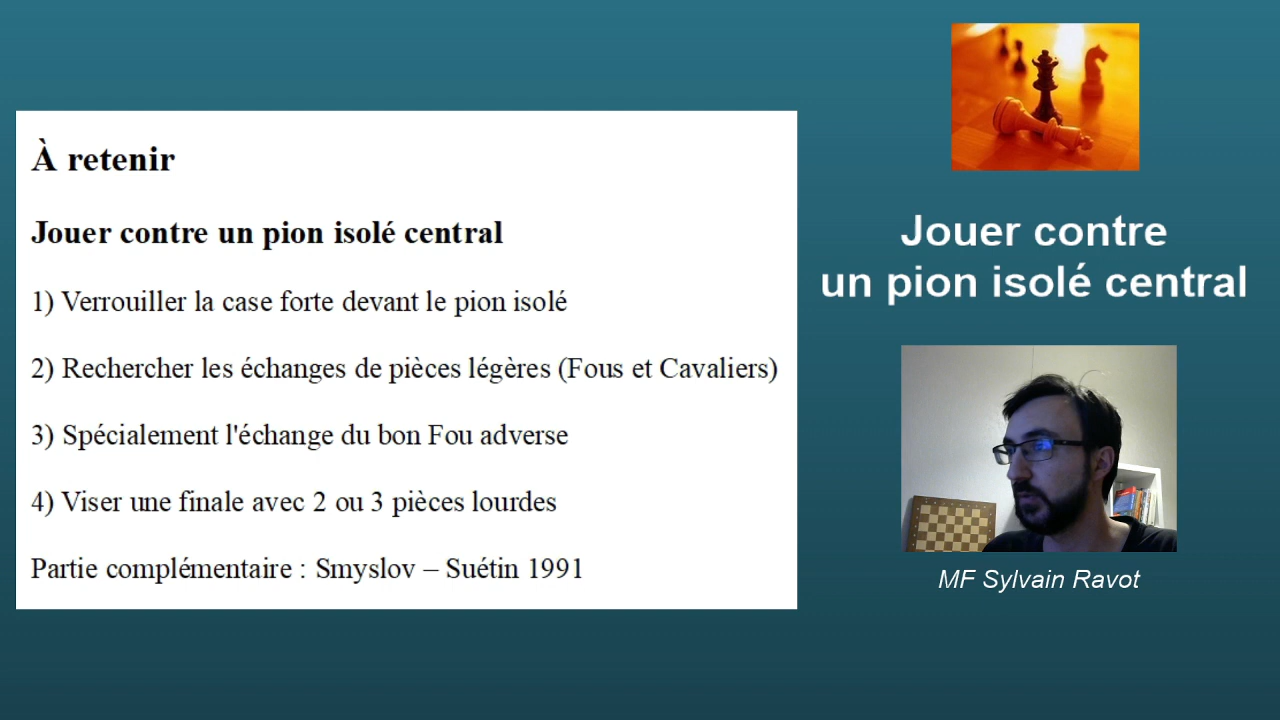 À retenir
Jouer contre un pion isolé central
1) Verrouiller la case forte devant le pion isolé
2) Rechercher les échanges de pièces légères (Fous et Cavaliers)
3) Spécialement l'échange du bon Fou adverse
4) Viser une finale avec 2 ou 3 pièces lourdes
Partie complémentaire : Smyslov – Suétin 1991
Jouer contre
un pion isolé central
MF Sylvain Ravot